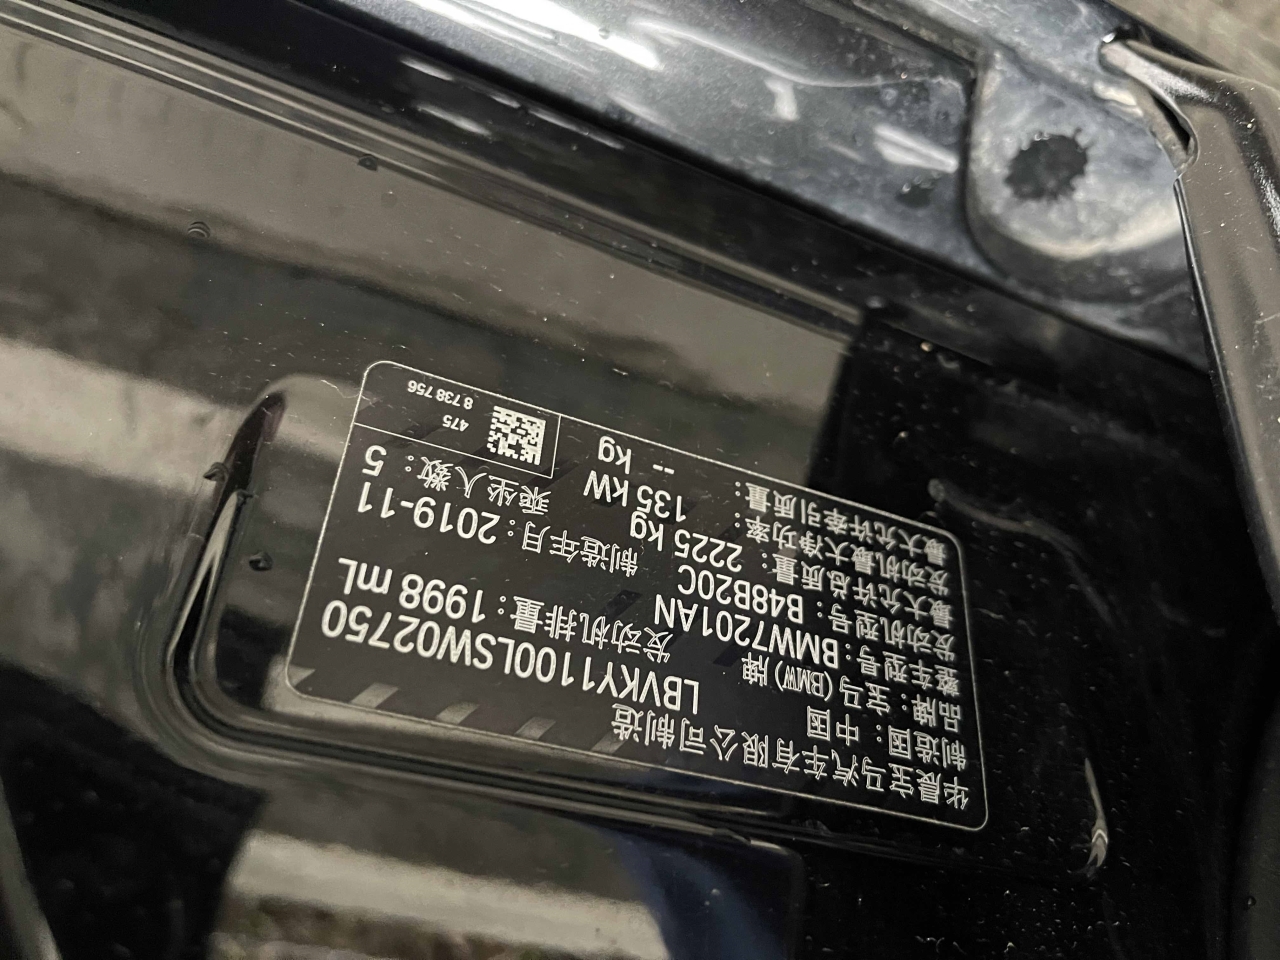 华晨宝马汽车有限公司制造
制造国：中国 LBVKY1100LSW02750
品牌：宝马(BMW)牌
整车型号：BMW7201AN 发动机排量：1998 mL
发动机型号：B48B20C
最大允许总质量：2225 kg 制造年月：2019-11
发动机最大净功率：135 kW 乘坐人数：5
最大允许牵引质量：-- kg
475
8 738 756